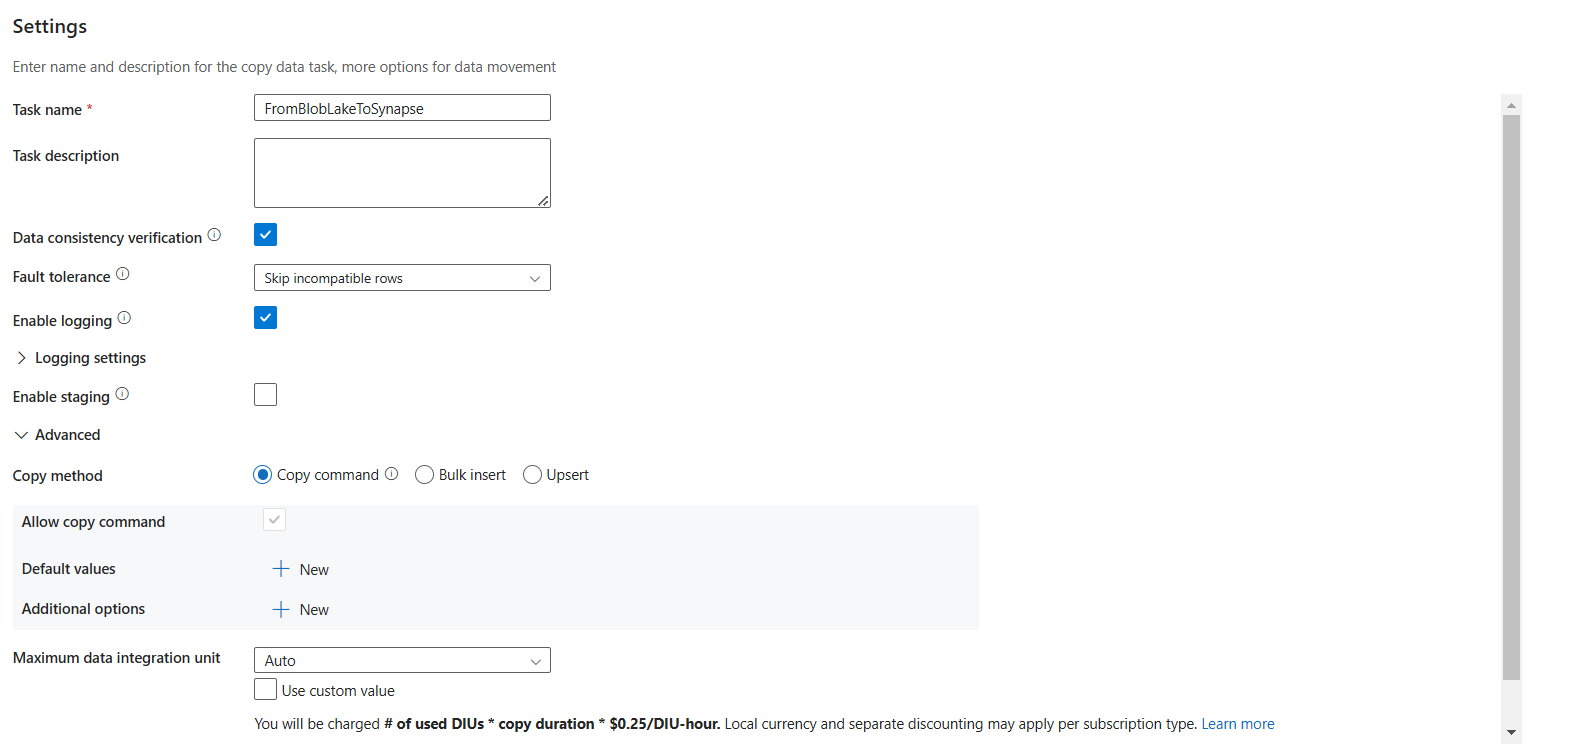 Settings
Enter name and description for the copy data task, more options for data movement
Task name *
FromBlobLakeToSynapse
Task description
Data consistency verification
Fault tolerance
Skip incompatible rows
Enable logging
Logging settings
Enable staging
Advanced
Copy method
Copy command
Bulk insert
Upsert
Allow copy command
Default values
New
Additional options
New
Maximum data integration unit
Auto
Use custom value
You will be charged # of used DIUs * copy duration * $0.25/DIU-hour. Local currency and separate discounting may apply per subscription type. Learn more